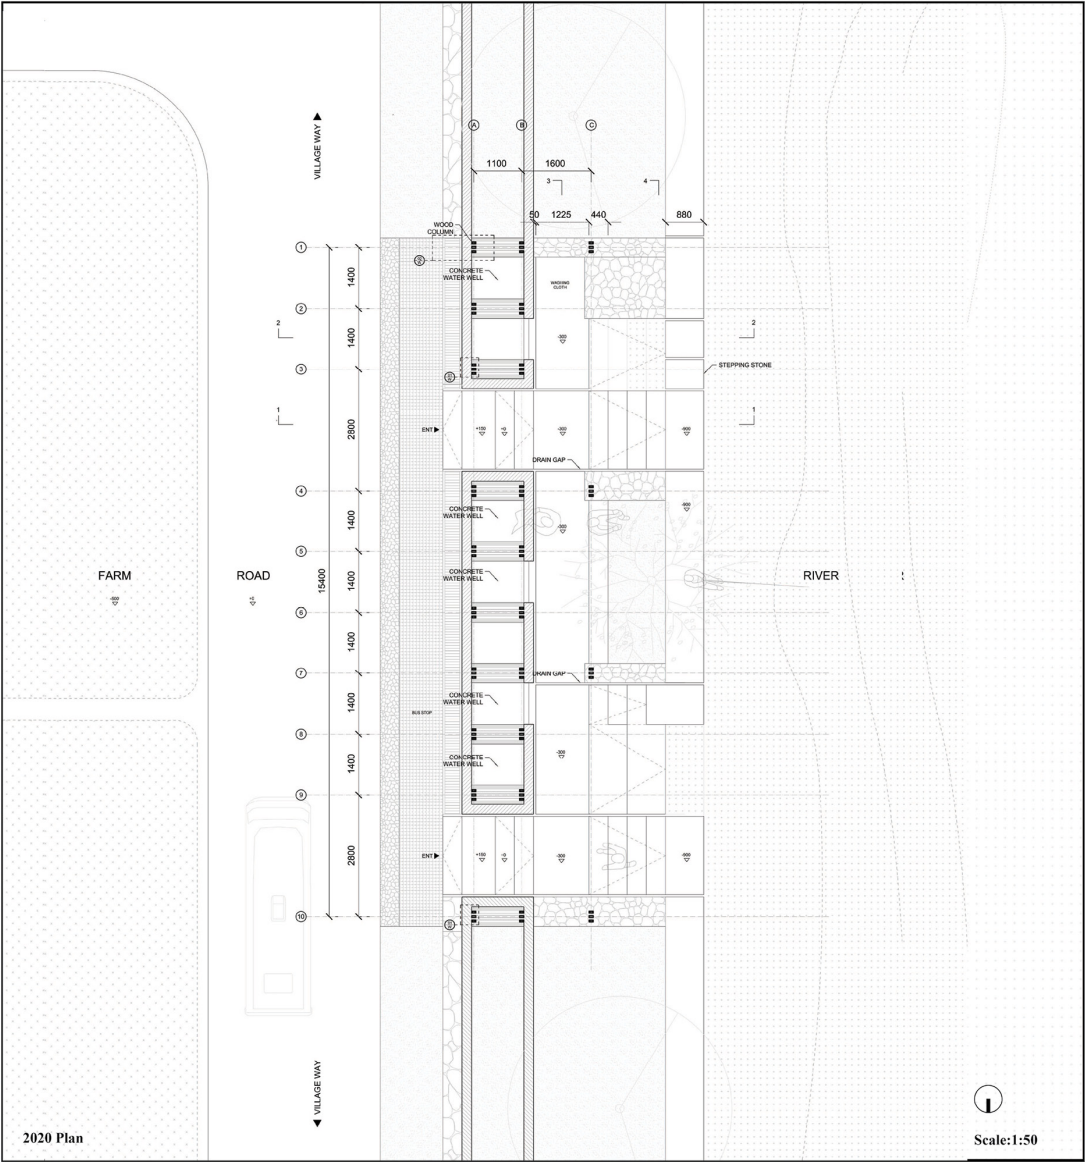 VILLAGE WAY
A
B
C
1100
1600
3
4
50
1225
440
880
WOOD
COLUMN
1
CONCRETE
WATER WELL
WASHING
CLOTH
1400
2
2
2
1400
-300
3
STEPPING STONE
1
1
2800
ENT
+150
-300
-600
DRAIN GAP
4
CONCRETE
WATER WELL
-600
1400
-300
5
FARM
ROAD
15400
CONCRETE
WATER WELL
RIVER
1400
6
1400
7
DRAIN GAP
CONCRETE
WATER WELL
1400
BUS STOP
8
-300
CONCRETE
WATER WELL
1400
9
2800
ENT
+150
-300
-600
10
VILLAGE WAY
2020 Plan
Scale:1:50